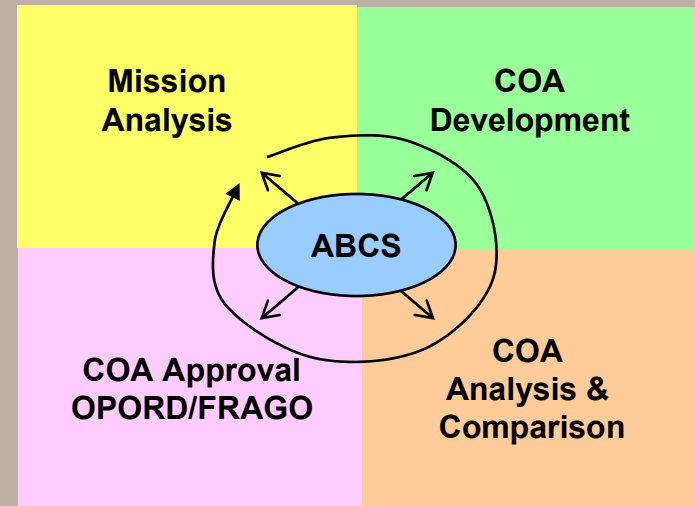 Mission
Analysis
COA
Development
ABCS
COA Approval
OPORD/FRAGO
COA
Analysis &
Comparison